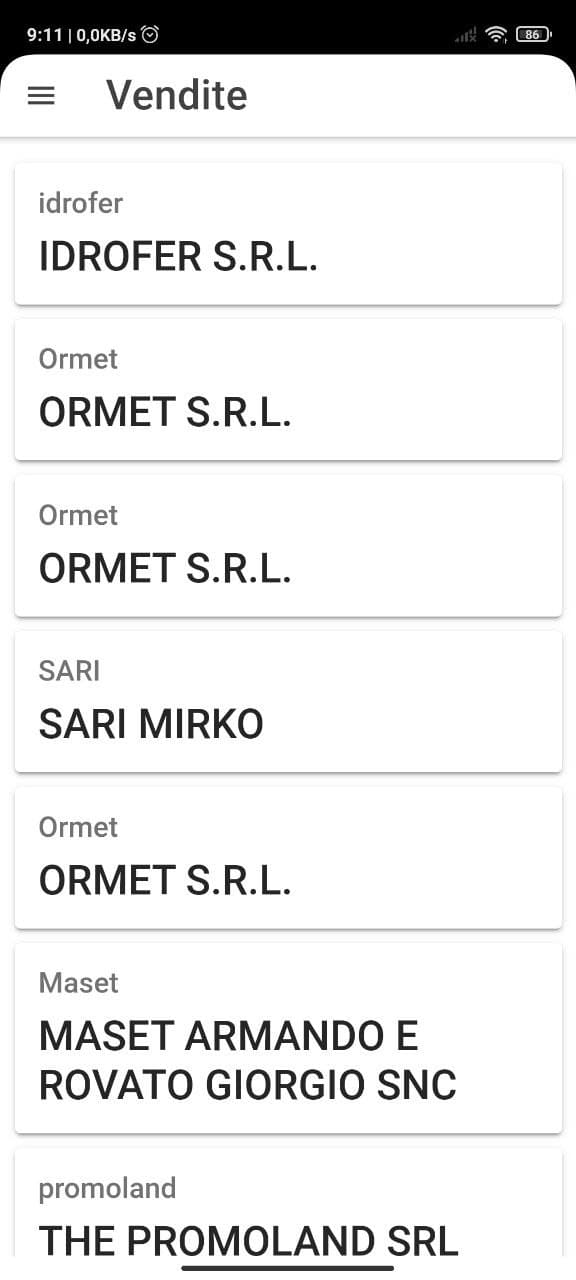 9:11 | 0,0KB/s
86
Vendite
idrofer
IDROFER S.R.L.
Ormet
ORMET S.R.L.
Ormet
ORMET S.R.L.
SARI
SARI MIRKO
Ormet
ORMET S.R.L.
Maset
MASET ARMANDO E
ROVATO GIORGIO SNC
promoland
THE PROMOLAND SRL